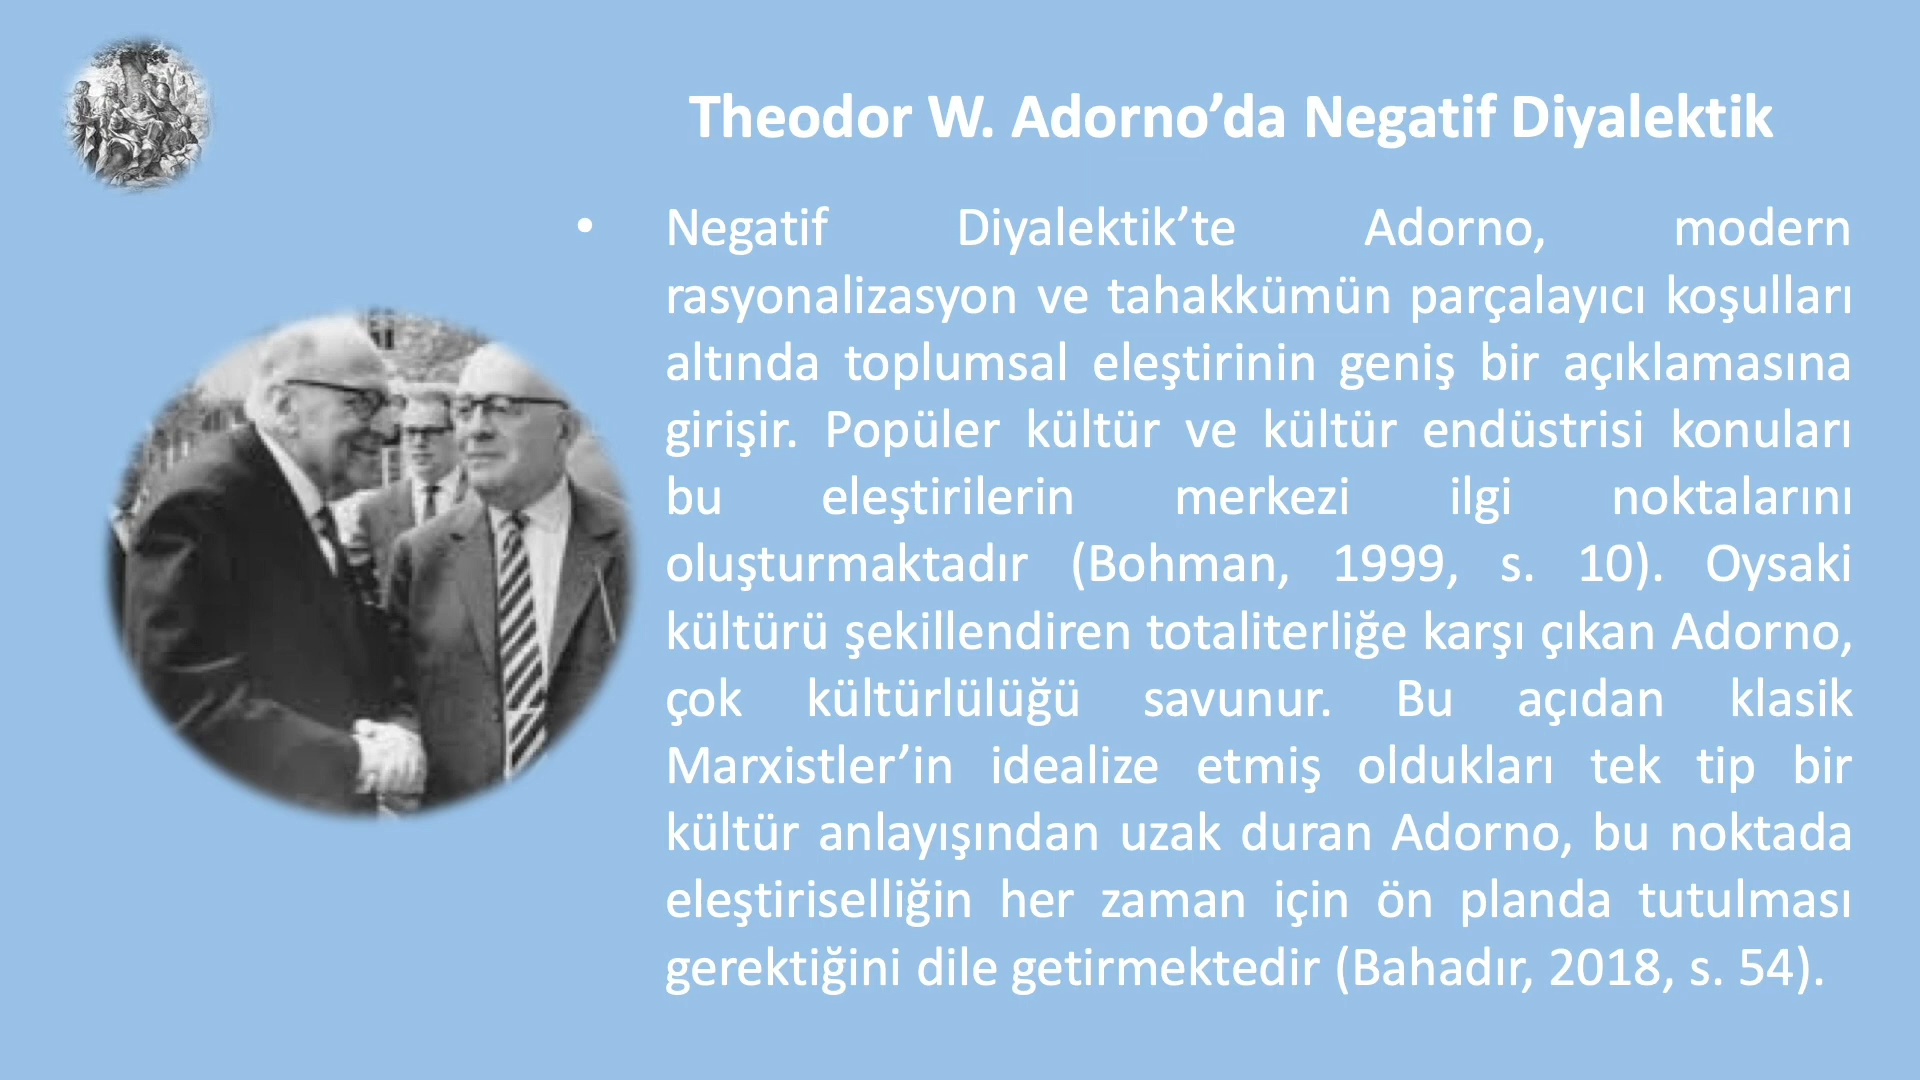 Theodor W. Adorno’da Negatif Diyalektik
• Negatif Diyalektik’te Adorno, modern
rasyonalizasyon ve tahakkümün parçalayıcı koşulları
altında toplumsal eleştirinin geniş bir açıklamasına
girişir. Popüler kültür ve kültür endüstrisi konuları
bu eleştirilerin merkezi ilgi noktalarını
oluşturmaktadır (Bohman, 1999, s. 10). Oysaki
kültürü şekillendiren totaliterliğe karşı çıkan Adorno,
çok kültürlülüğü savunur. Bu açıdan klasik
Marxistler’in idealize etmiş oldukları tek tip bir
kültür anlayışından uzak duran Adorno, bu noktada
eleştiriselliğin her zaman için ön planda tutulması
gerektiğini dile getirmektedir (Bahadır, 2018, s. 54).